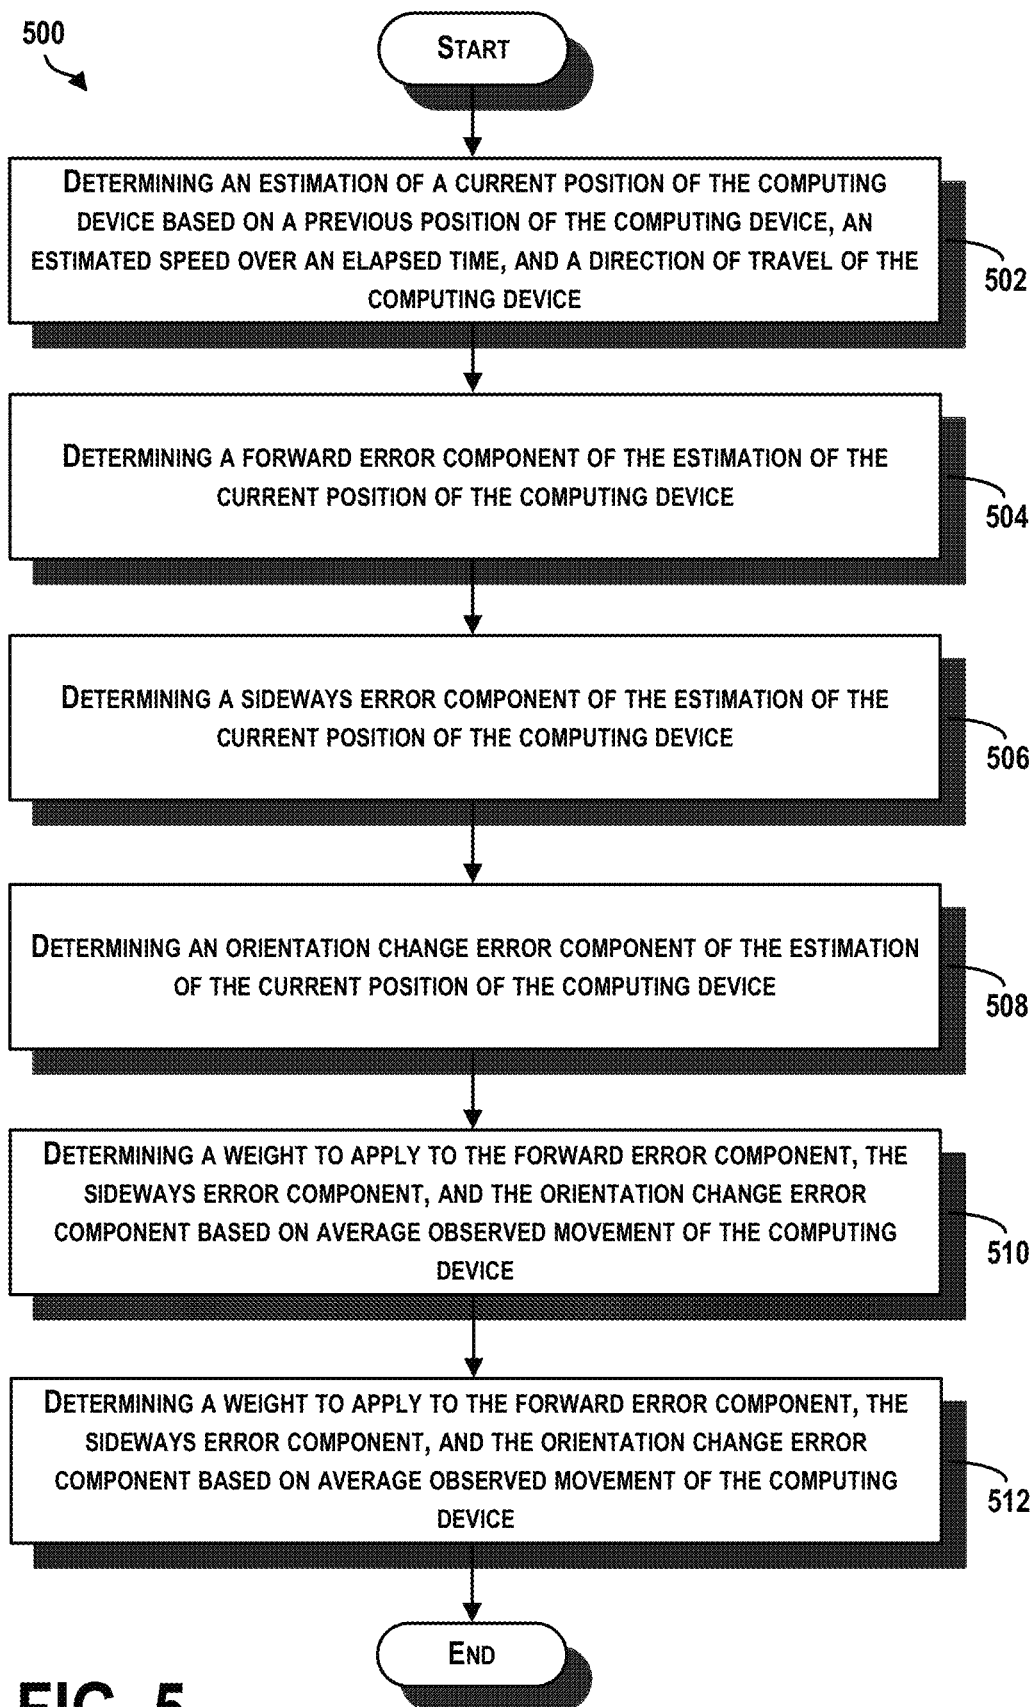 500
START
DETERMINING AN ESTIMATION OF A CURRENT POSITION OF THE COMPUTING
DEVICE BASED ON A PREVIOUS POSITION OF THE COMPUTING DEVICE, AN
ESTIMATED SPEED OVER AN ELAPSED TIME, AND A DIRECTION OF TRAVEL OF THE
COMPUTING DEVICE
502
DETERMINING A FORWARD ERROR COMPONENT OF THE ESTIMATION OF THE
CURRENT POSITION OF THE COMPUTING DEVICE
504
DETERMINING A SIDEWAYS ERROR COMPONENT OF THE ESTIMATION OF THE
CURRENT POSITION OF THE COMPUTING DEVICE
506
DETERMINING AN ORIENTATION CHANGE ERROR COMPONENT OF THE ESTIMATION
OF THE CURRENT POSITION OF THE COMPUTING DEVICE
508
DETERMINING A WEIGHT TO APPLY TO THE FORWARD ERROR COMPONENT, THE
SIDEWAYS ERROR COMPONENT, AND THE ORIENTATION CHANGE ERROR
COMPONENT BASED ON AVERAGE OBSERVED MOVEMENT OF THE COMPUTING
DEVICE
510
DETERMINING A WEIGHT TO APPLY TO THE FORWARD ERROR COMPONENT, THE
SIDEWAYS ERROR COMPONENT, AND THE ORIENTATION CHANGE ERROR
COMPONENT BASED ON AVERAGE OBSERVED MOVEMENT OF THE COMPUTING
DEVICE
512
END
FIG. 5